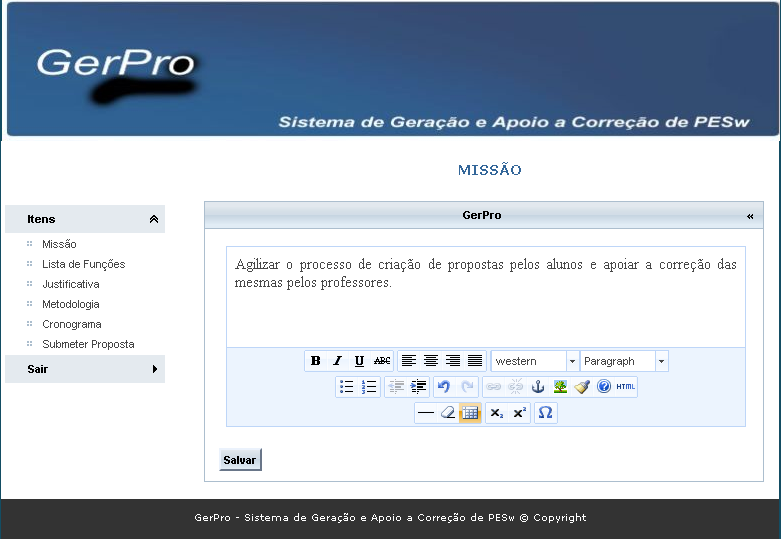 GerPro
Sistema de Geração e Apoio a Correção de PESw
MISSÃO
Itens
Missão
Lista de Funções
Justificativa
Metodologia
Cronograma
Submeter Proposta
Sair
GerPro
«
Agilizar o processo de criação de propostas pelos alunos e apoiar a correção das
mesmas pelos professores.
B I U ABC western Paragraph
HTML
x₂ x² Ω
Salvar
GerPro - Sistema de Geração e Apoio a Correção de PESw © Copyright